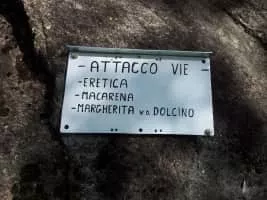 - ATTACCO VIE -
-ERETICA
-MACARENA
-MARGHERITA V.O. DOLCINO